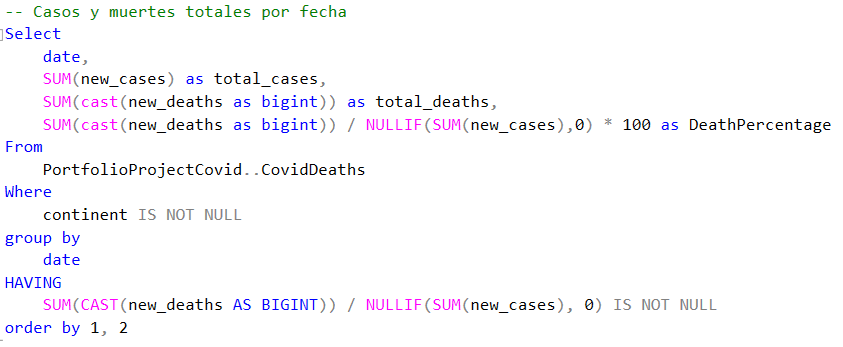 -- Casos y muertes totales por fecha
Select
    date,
    SUM(new_cases) as total_cases,
    SUM(cast(new_deaths as bigint)) as total_deaths,
    SUM(cast(new_deaths as bigint)) / NULLIF(SUM(new_cases),0) * 100 as DeathPercentage
From
    PortfolioProjectCovid..CovidDeaths
Where
    continent IS NOT NULL
group by
    date
HAVING
    SUM(CAST(new_deaths AS BIGINT)) / NULLIF(SUM(new_cases), 0) IS NOT NULL
order by 1, 2